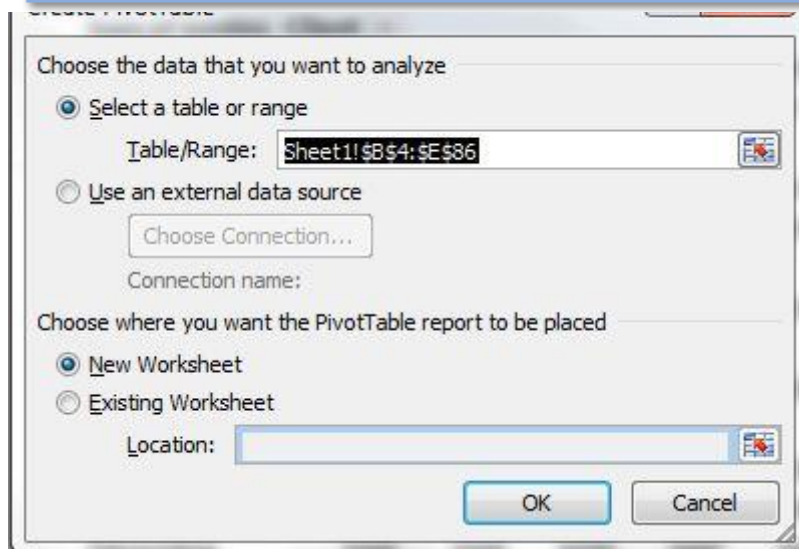 Create PivotTable
Choose the data that you want to analyze
Select a table or range
Table/Range: Sheet1!$B$4:$E$86
Use an external data source
Choose Connection...
Connection name:
Choose where you want the PivotTable report to be placed
New Worksheet
Existing Worksheet
Location:
OK Cancel